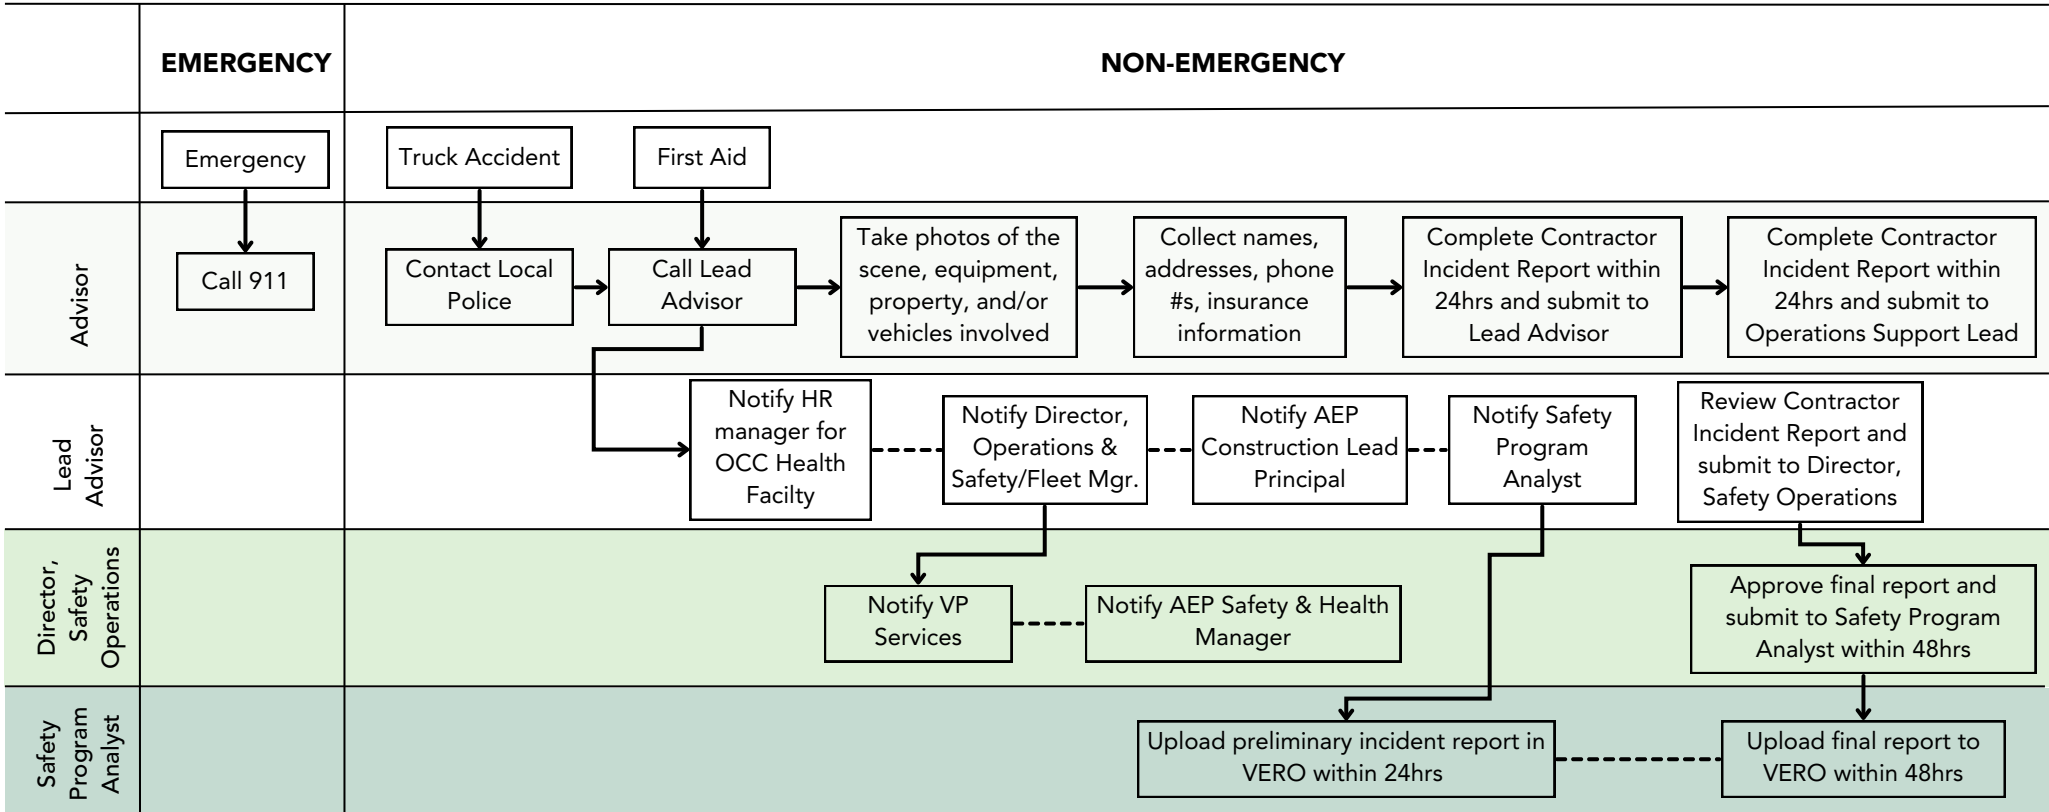 EMERGENCY
NON-EMERGENCY
Emergency
Truck Accident
First Aid
Advisor
Call 911
Contact Local
Police
Call Lead
Advisor
Take photos of the
scene, equipment,
property, and/or
vehicles involved
Collect names,
addresses, phone
#s, insurance
information
Complete Contractor
Incident Report within
24hrs and submit to
Lead Advisor
Complete Contractor
Incident Report within
24hrs and submit to
Operations Support Lead
Lead
Advisor
Notify HR
manager for
OCC Health
Facilty
Notify Director,
Operations &
Safety/Fleet Mgr.
Notify AEP
Construction Lead
Principal
Notify Safety
Program
Analyst
Review Contractor
Incident Report and
submit to Director,
Safety Operations
Director,
Safety
Operations
Notify VP
Services
Notify AEP Safety & Health
Manager
Approve final report and
submit to Safety Program
Analyst within 48hrs
Safety
Program
Analyst
Upload preliminary incident report in
VERO within 24hrs
Upload final report to
VERO within 48hrs